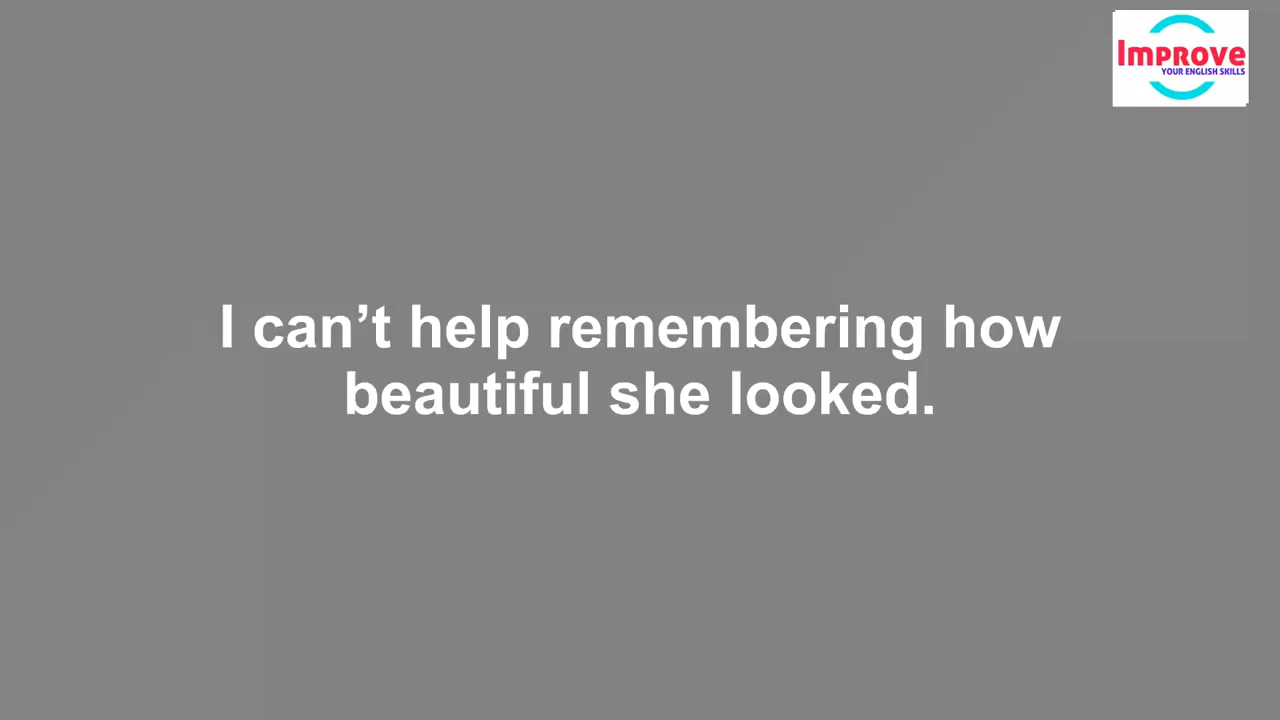 Improve
YOUR ENGLISH SKILLS
I can’t help remembering how
beautiful she looked.